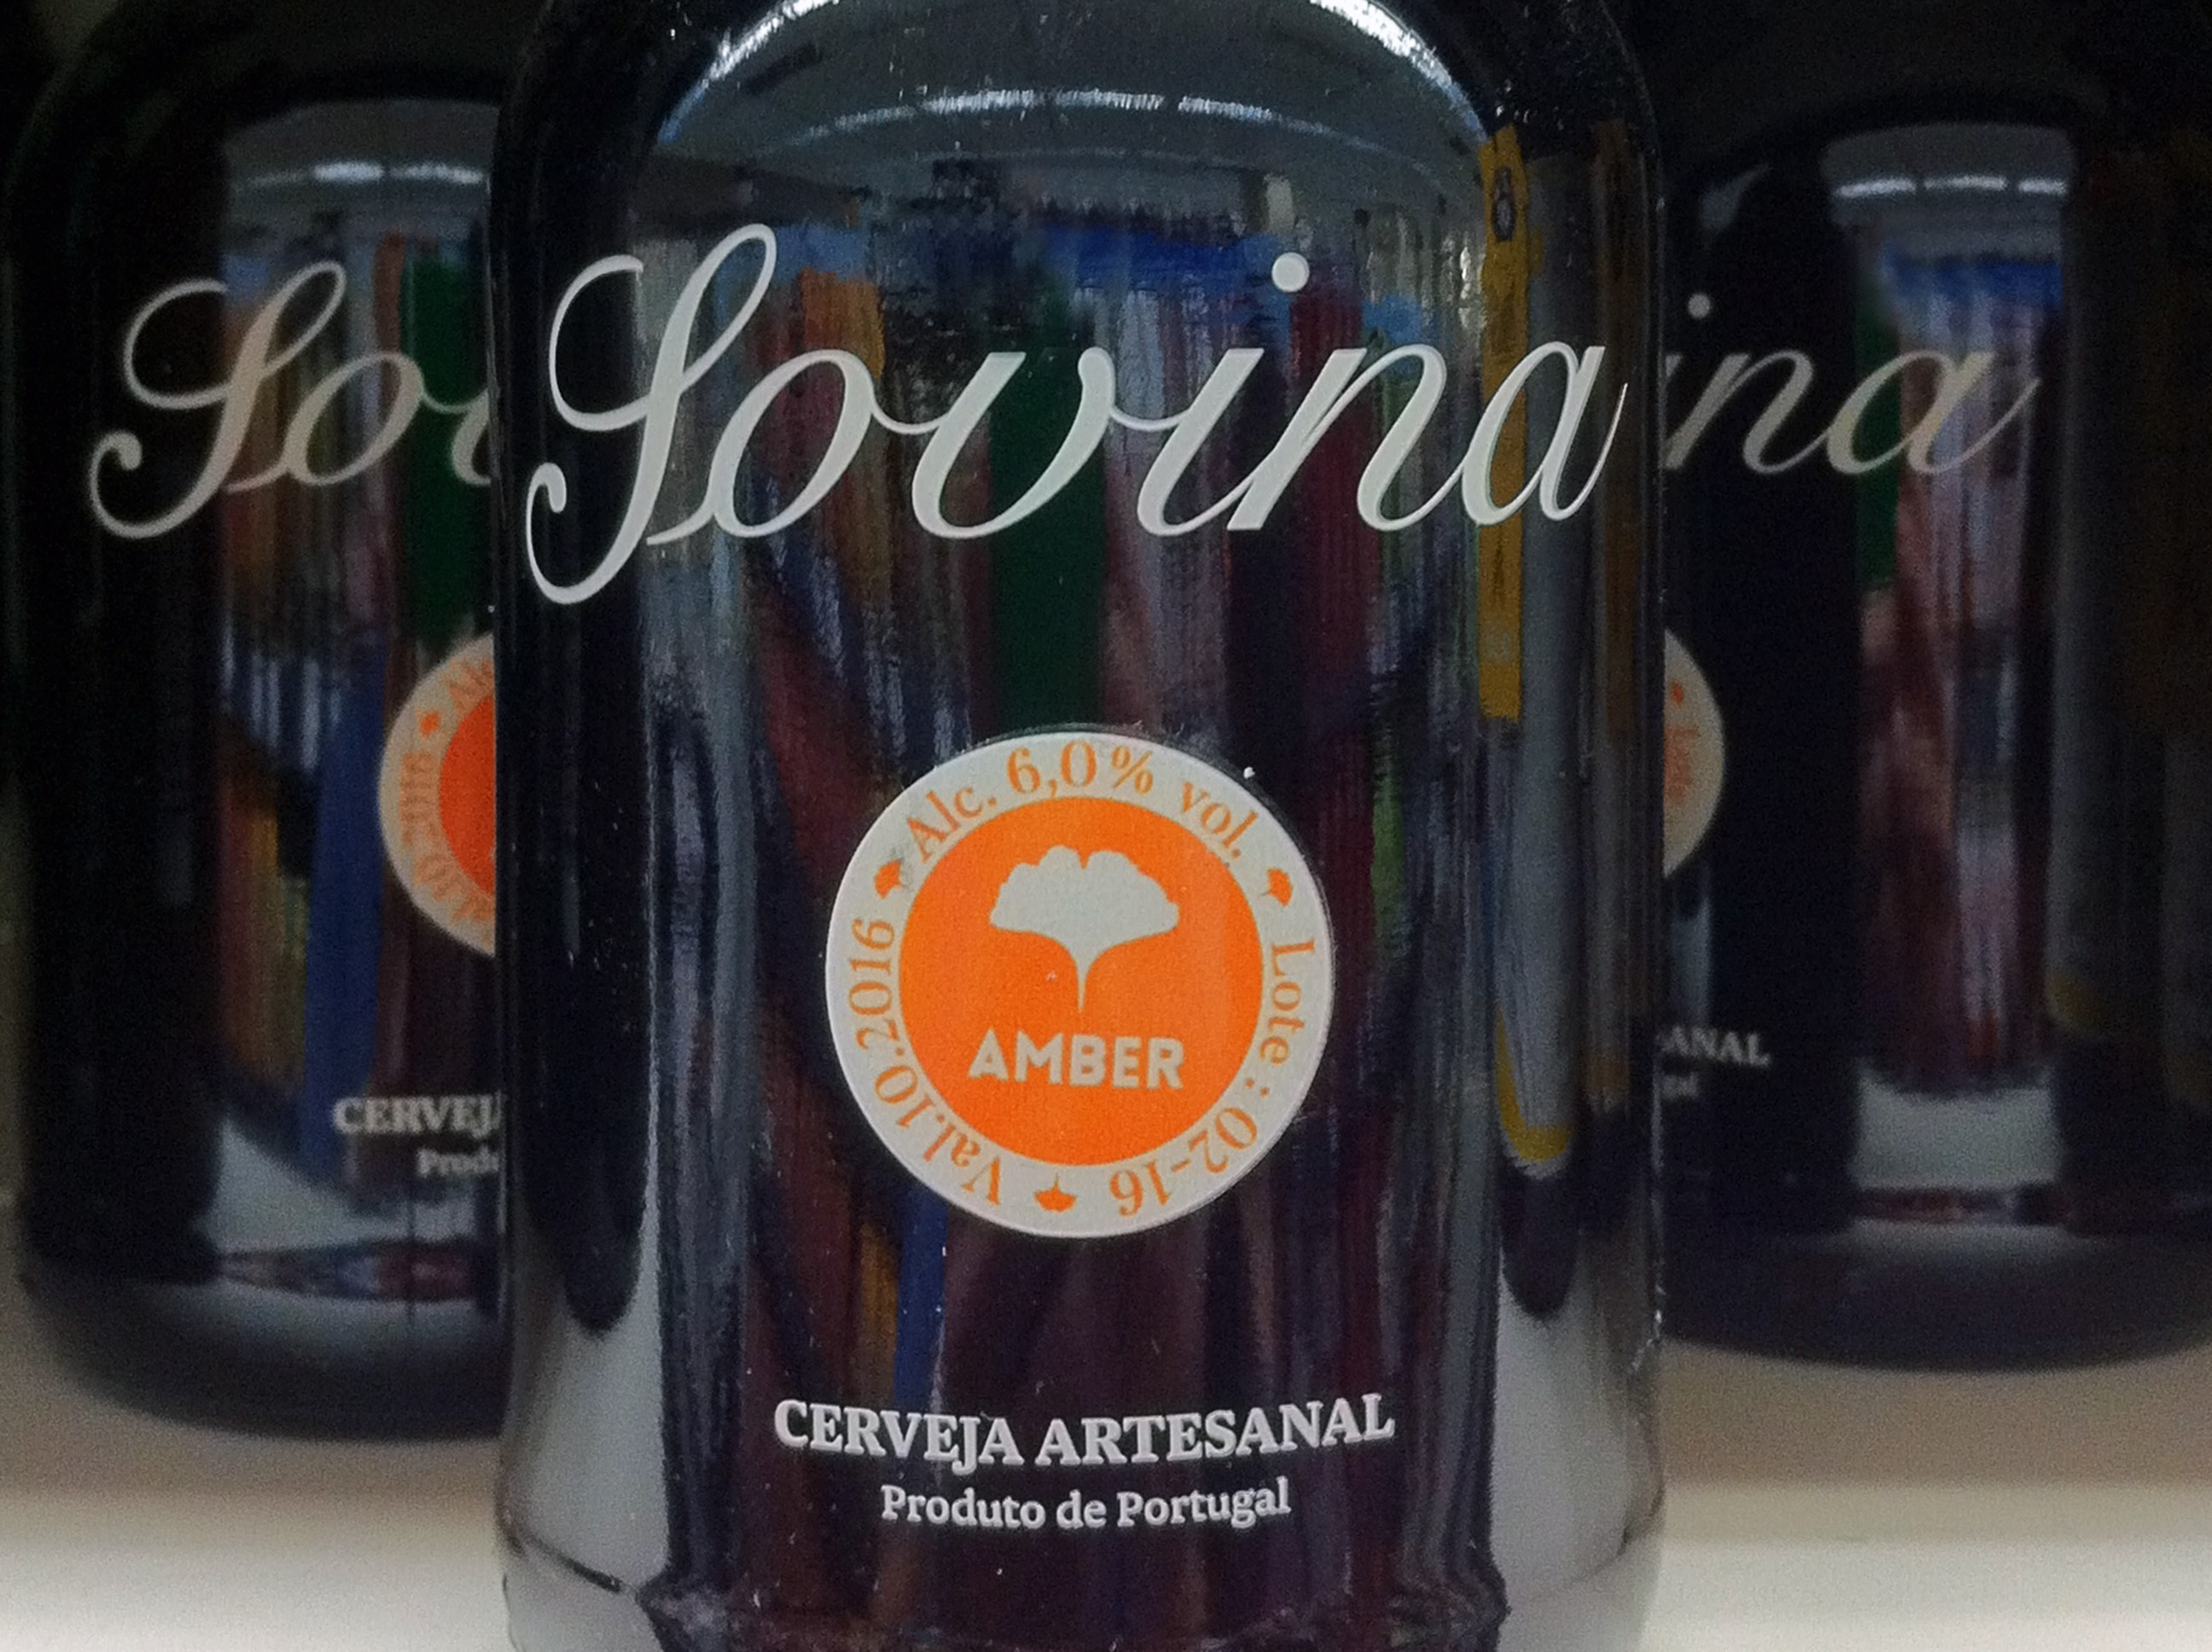 Sovina
Alc. 6,0% vol.
Lote: 02-16
Val.10.2016
AMBER
CERVEJA ARTESANAL
Produto de Portugal